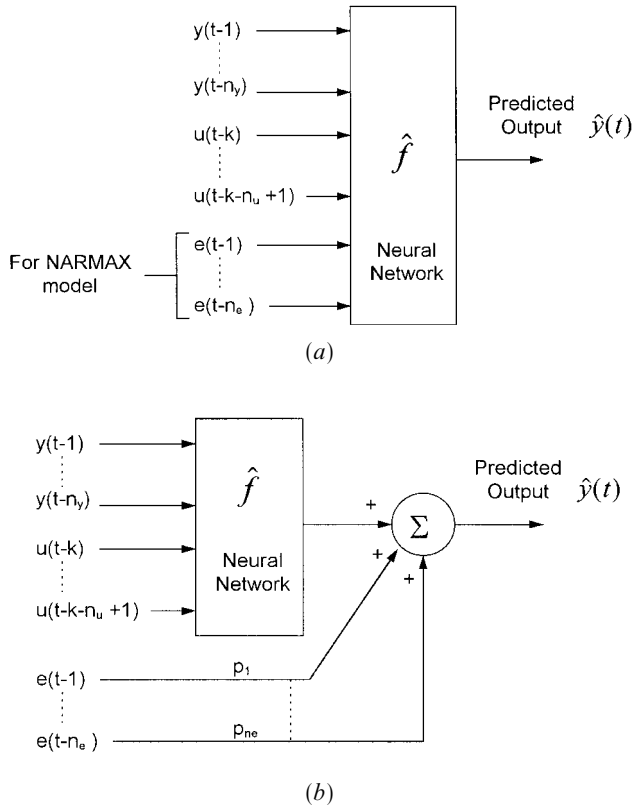 y(t-1)
y(t-n_y)
u(t-k)
u(t-k-n_u +1)
e(t-1)
e(t-n_e )
For NARMAX
model
f̂
Neural
Network
Predicted
Output ŷ(t)
(a)
y(t-1)
y(t-n_y)
u(t-k)
u(t-k-n_u +1)
e(t-1)
e(t-n_e )
f̂
Neural
Network
p_1
p_ne
+
+
+
Σ
Predicted
Output ŷ(t)
(b)